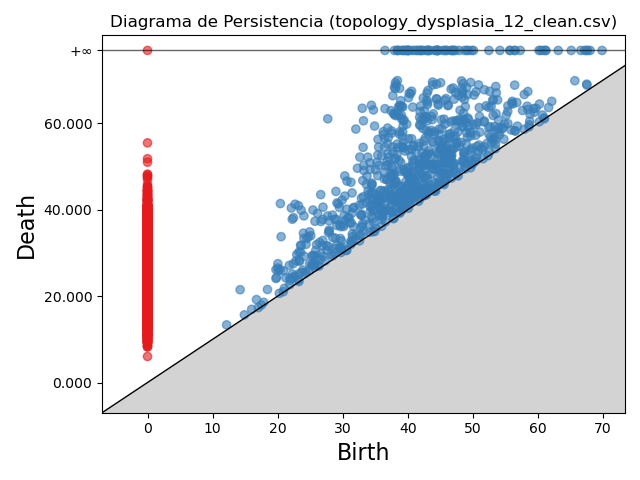 Diagrama de Persistencia (topology_dysplasia_12_clean.csv)
+∞
60.000
40.000
20.000
0.000
Death
0 10 20 30 40 50 60 70
Birth